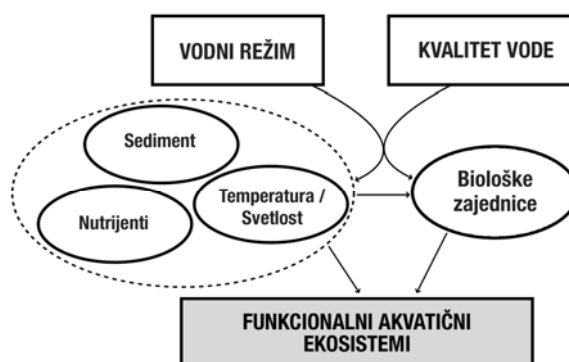 VODNI REŽIM
KVALITET VODE
Sediment
Temperatura /
Svetlost
Nutrijenti
Biološke
zajednice
FUNKCIONALNI AKVATIČNI
EKOSISTEMI